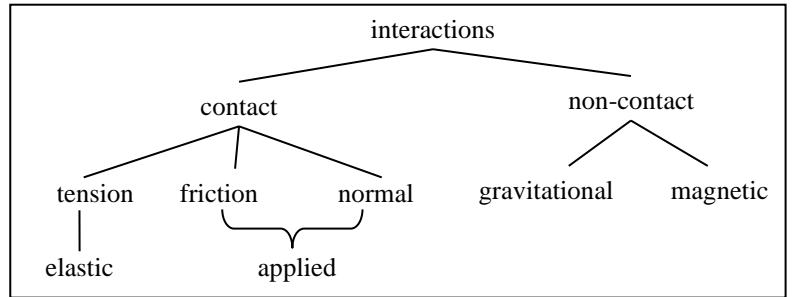 interactions
contact
non-contact
tension
friction
normal
gravitational
magnetic
elastic
applied